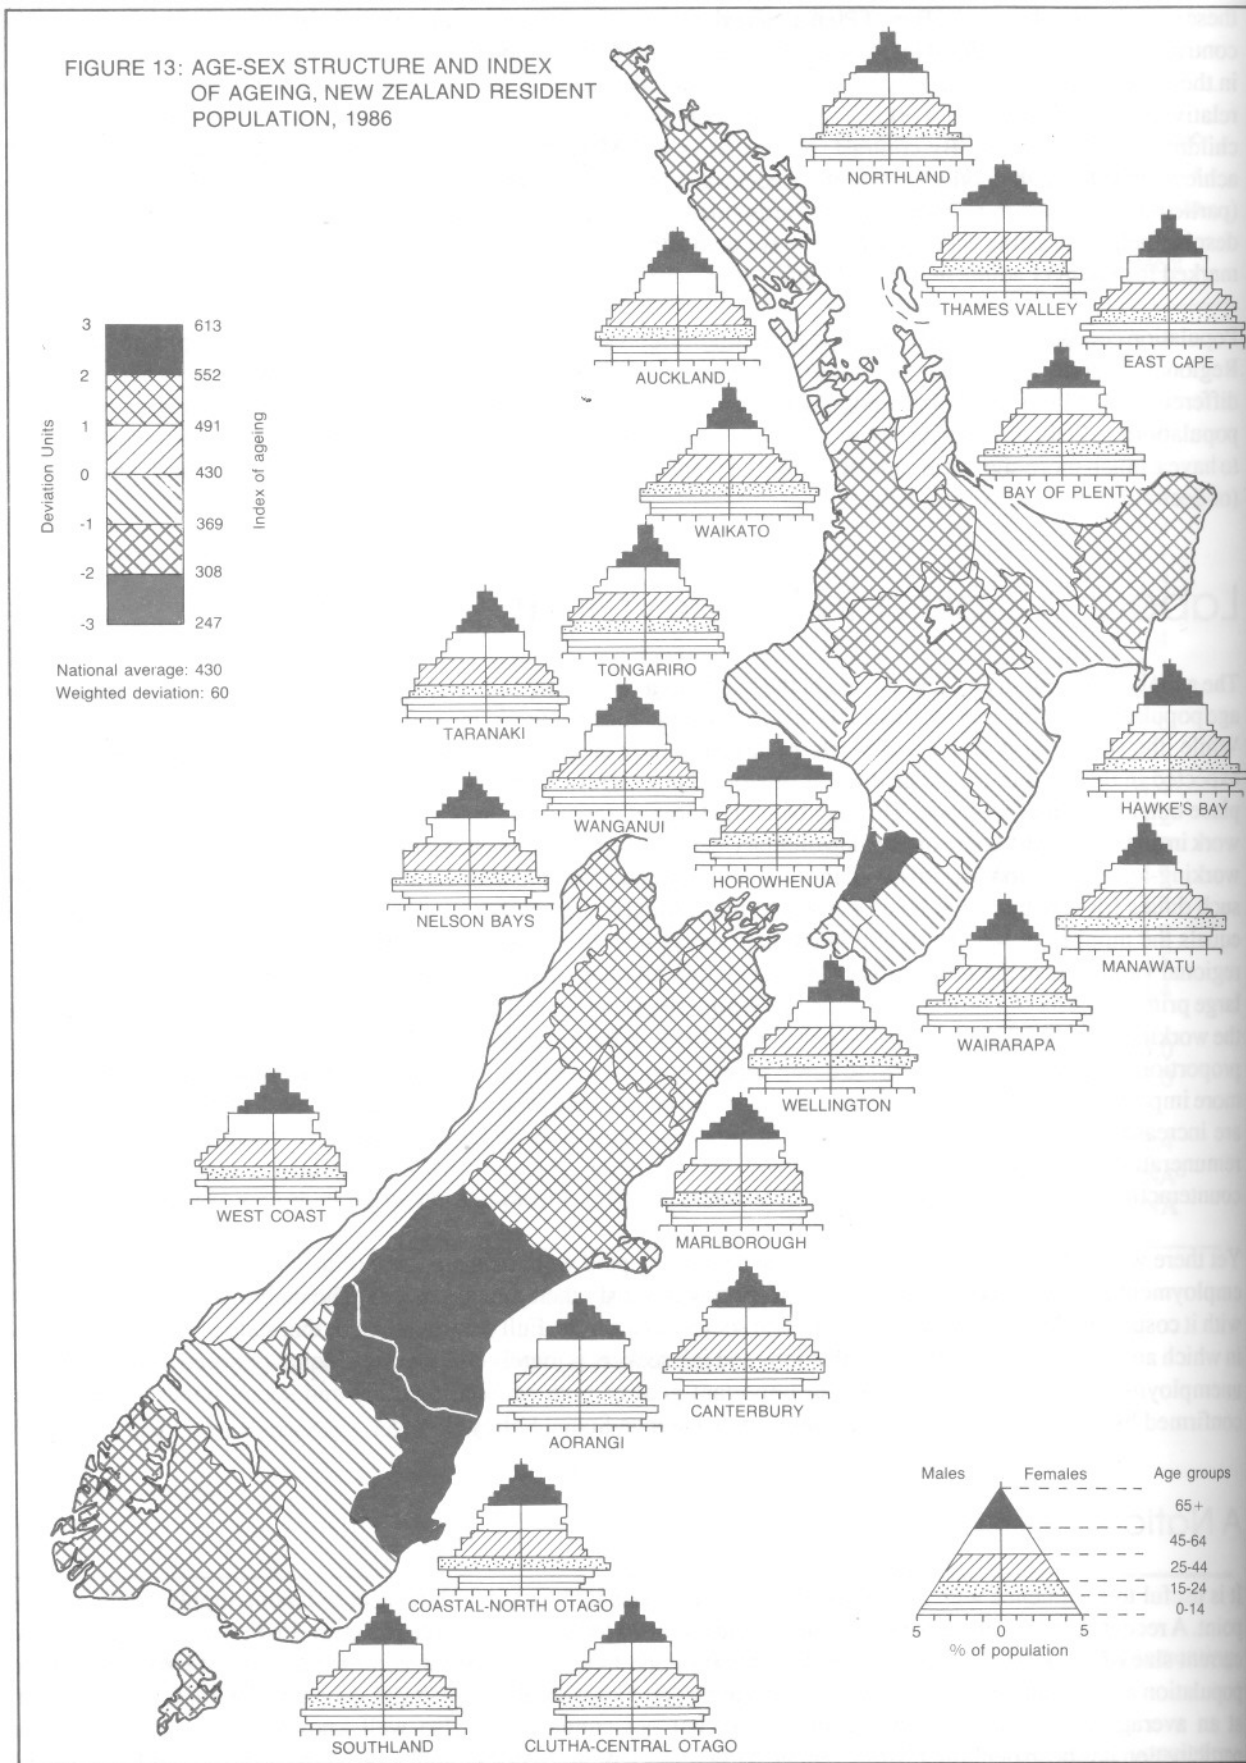 FIGURE 13: AGE-SEX STRUCTURE AND INDEX
OF AGEING, NEW ZEALAND RESIDENT
POPULATION, 1986
NORTHLAND
THAMES VALLEY
EAST CAPE
AUCKLAND
BAY OF PLENTY
WAIKATO
TONGARIRO
TARANAKI
WANGANUI
HAWKE'S BAY
HOROWHENUA
NELSON BAYS
MANAWATU
WAIRARAPA
WELLINGTON
WEST COAST
MARLBOROUGH
CANTERBURY
AORANGI
COASTAL-NORTH OTAGO
SOUTHLAND
CLUTHA-CENTRAL OTAGO
Deviation Units
Index of ageing
3 613
2 552
1 491
0 430
-1 369
-2 308
-3 247
National average: 430
Weighted deviation: 60
Males Females Age groups
65+
45-64
25-44
15-24
0-14
5 0 5
% of population